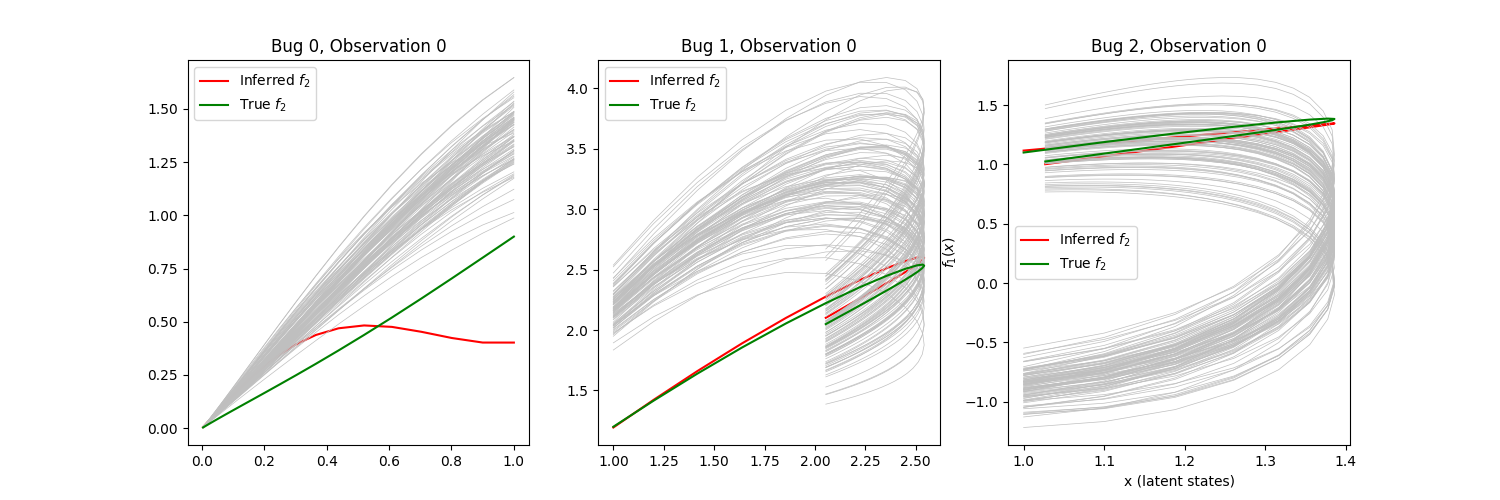 Bug 0, Observation 0
Inferred f₂
True f₂
1.50
1.25
1.00
0.75
0.50
0.25
0.00
0.0 0.2 0.4 0.6 0.8 1.0
Bug 1, Observation 0
Inferred f₂
True f₂
4.0
3.5
3.0
2.5
2.0
1.5
1.00 1.25 1.50 1.75 2.00 2.25 2.50
Bug 2, Observation 0
f₁(x)
1.5
1.0
0.5
0.0
−0.5
−1.0
Inferred f₂
True f₂
1.0 1.1 1.2 1.3 1.4
x (latent states)